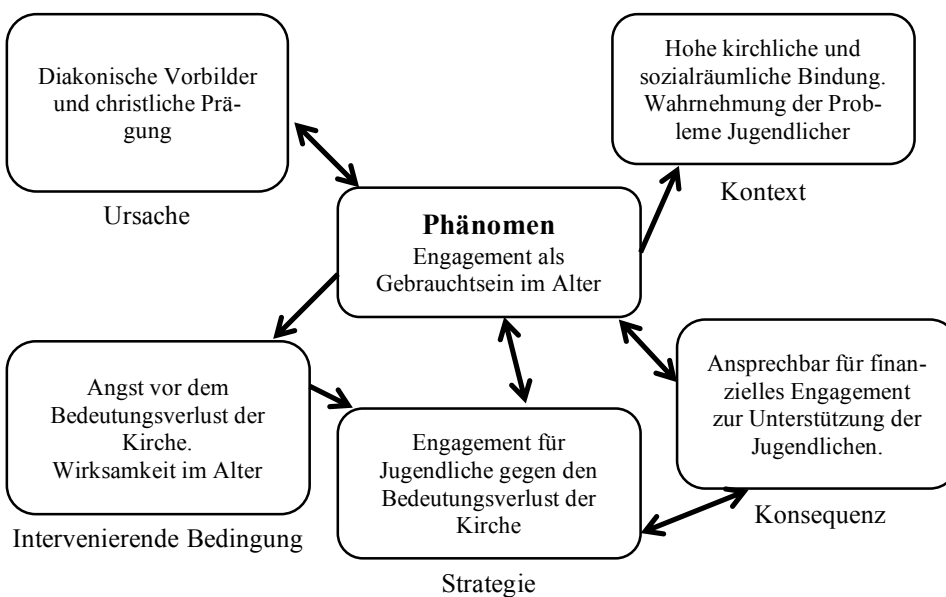 Diakonische Vorbilder
und christliche Prä-
gung
Ursache
Hohe kirchliche und
sozialräumliche Bindung.
Wahrnehmung der Prob-
leme Jugendlicher
Kontext
Phänomen
Engagement als
Gebrauchtsein im Alter
Angst vor dem
Bedeutungsverlust der
Kirche.
Wirksamkeit im Alter
Intervenierende Bedingung
Engagement für
Jugendliche gegen den
Bedeutungsverlust der
Kirche
Strategie
Ansprechbar für finan-
zielles Engagement
zur Unterstützung der
Jugendlichen.
Konsequenz